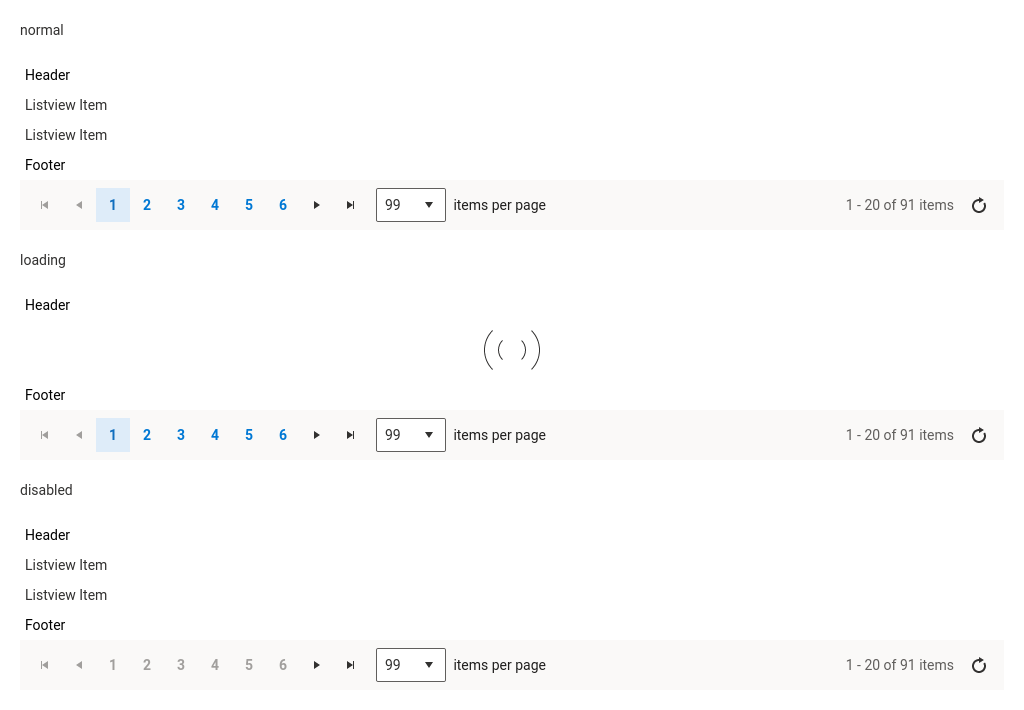 normal
Header
Listview Item
Listview Item
Footer
1 2 3 4 5 6 99 items per page 1 - 20 of 91 items
loading
Header
Footer
1 2 3 4 5 6 99 items per page 1 - 20 of 91 items
disabled
Header
Listview Item
Listview Item
Footer
1 2 3 4 5 6 99 items per page 1 - 20 of 91 items